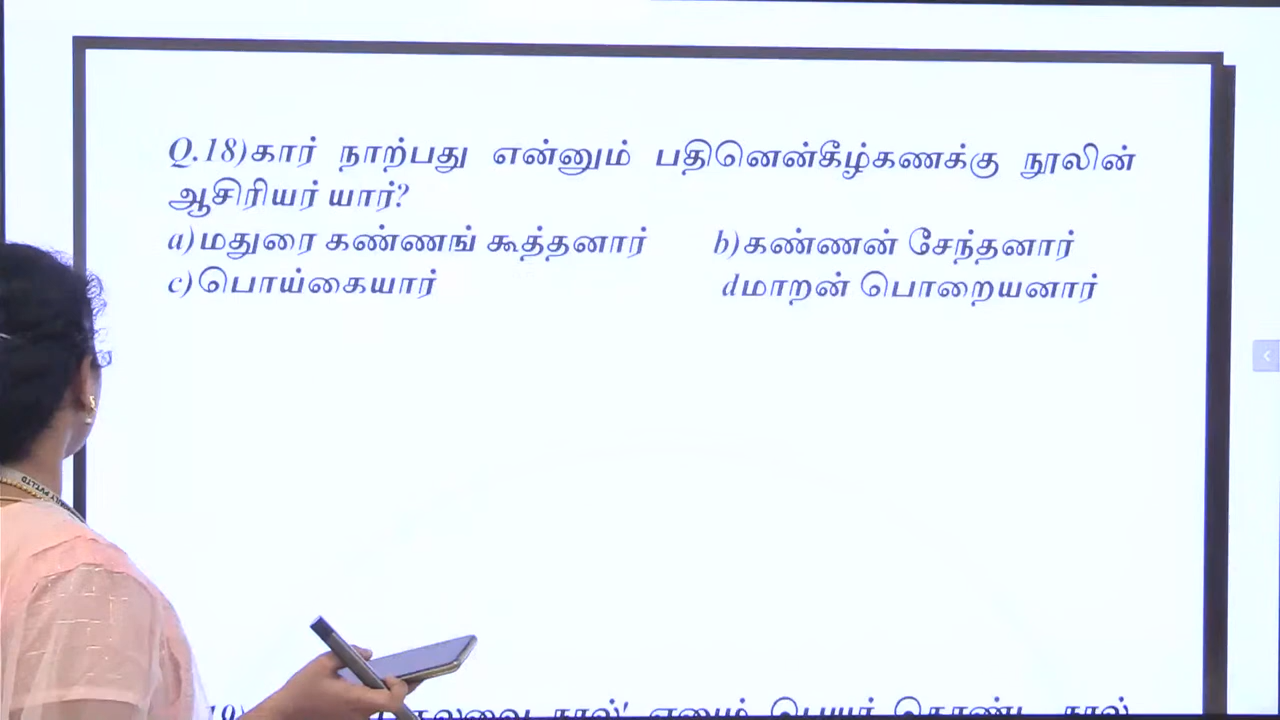 Q.18)கார் நாற்பது என்னும் பதினென்கீழ்கணக்கு நூலின்
ஆசிரியர் யார்?
a)மதுரை கண்ணங் கூத்தனார் b)கண்ணன் சேந்தனார்
c)பொய்கையார் dமாறன் பொறையனார்